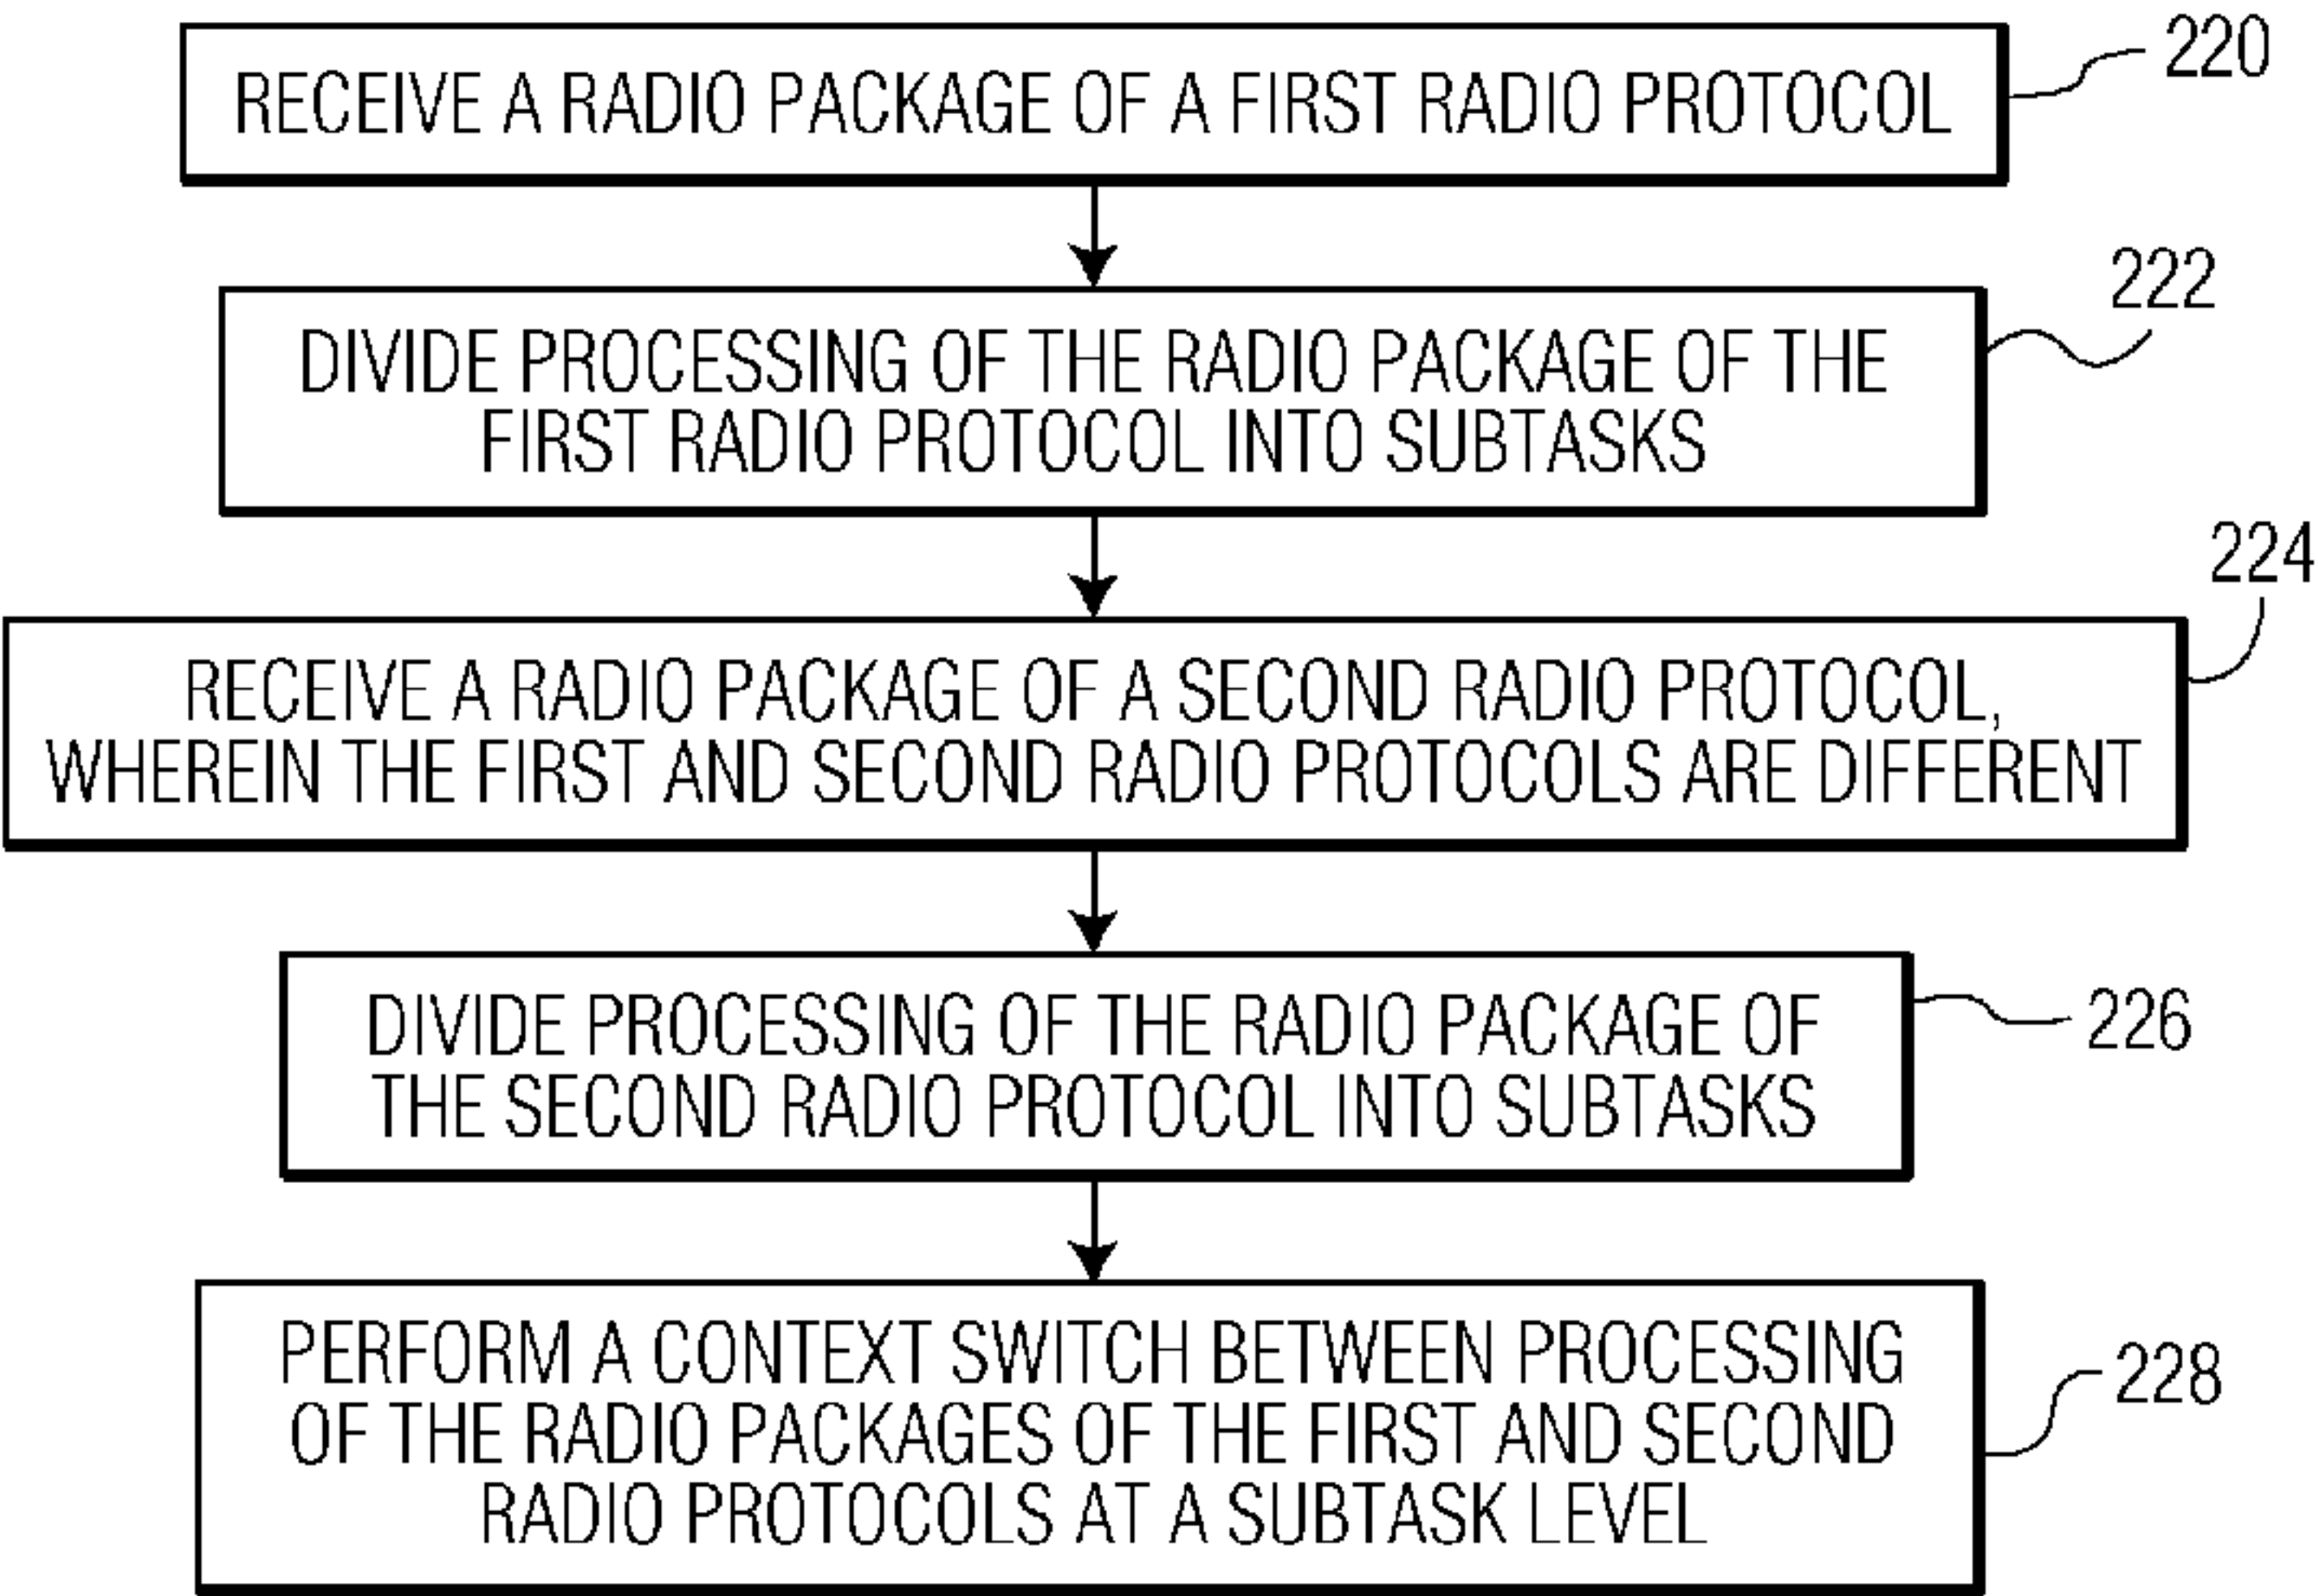 RECEIVE A RADIO PACKAGE OF A FIRST RADIO PROTOCOL
220
DIVIDE PROCESSING OF THE RADIO PACKAGE OF THE
FIRST RADIO PROTOCOL INTO SUBTASKS
222
RECEIVE A RADIO PACKAGE OF A SECOND RADIO PROTOCOL,
WHEREIN THE FIRST AND SECOND RADIO PROTOCOLS ARE DIFFERENT
224
DIVIDE PROCESSING OF THE RADIO PACKAGE OF
THE SECOND RADIO PROTOCOL INTO SUBTASKS
226
PERFORM A CONTEXT SWITCH BETWEEN PROCESSING
OF THE RADIO PACKAGES OF THE FIRST AND SECOND
RADIO PROTOCOLS AT A SUBTASK LEVEL
228